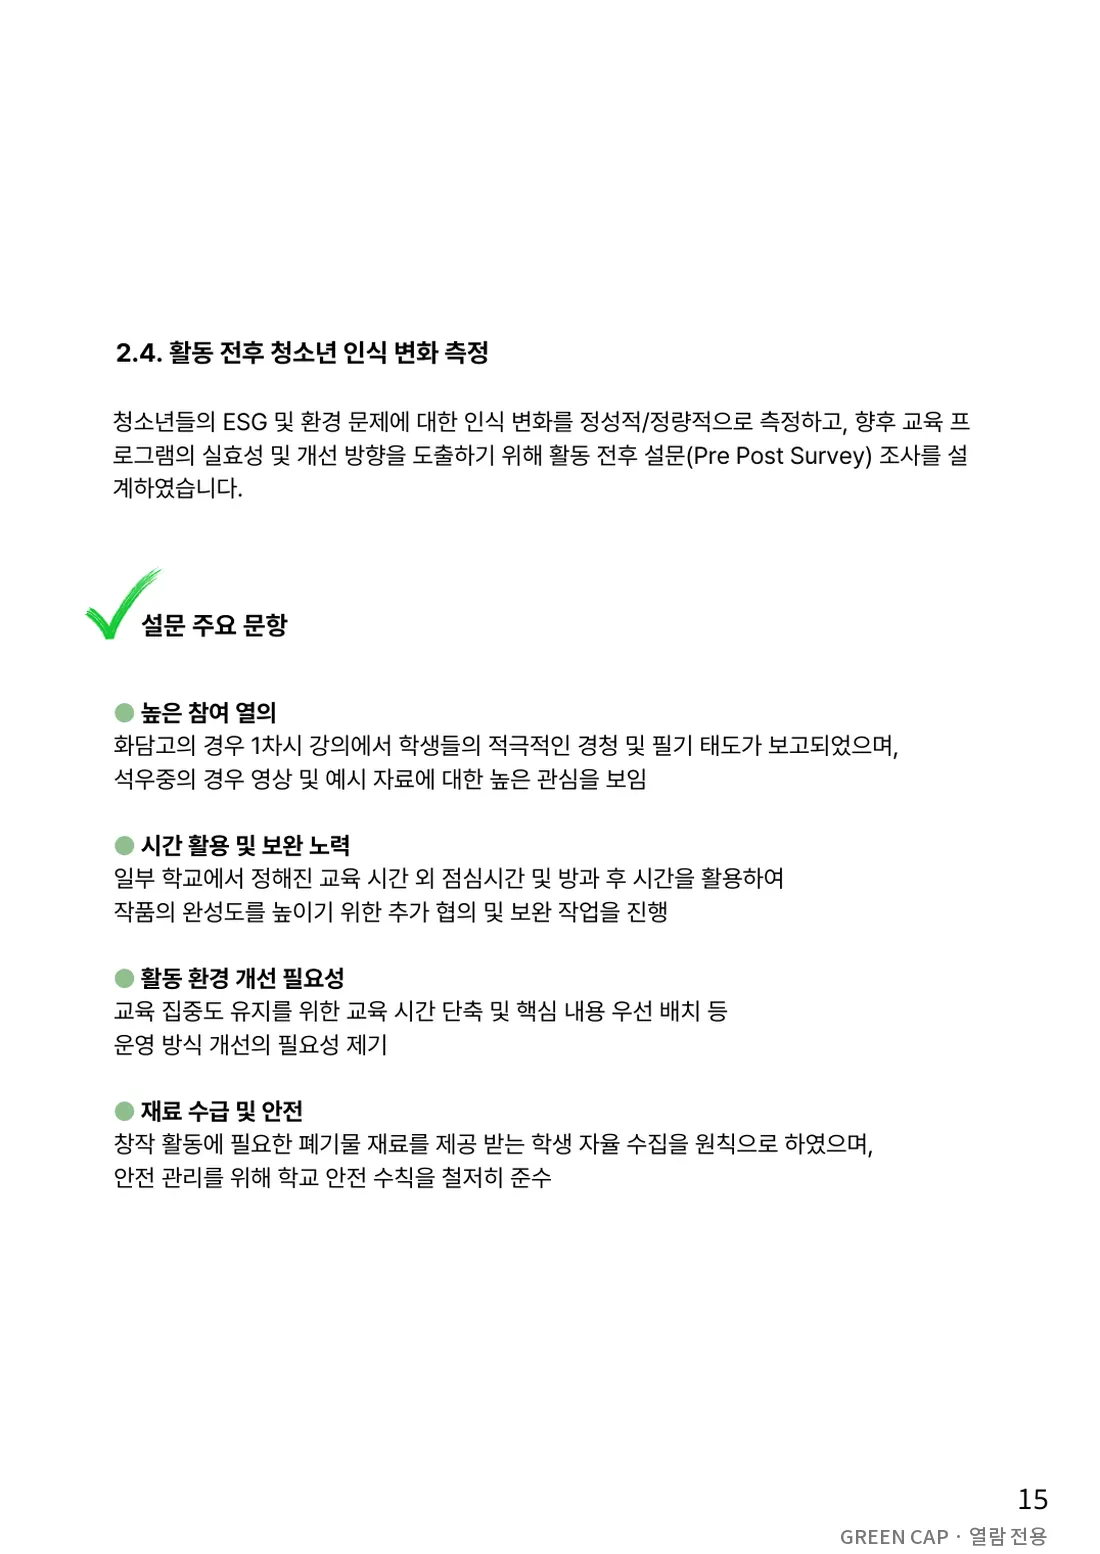 2.4. 활동 전후 청소년 인식 변화 측정
청소년들의 ESG 및 환경 문제에 대한 인식 변화를 정성적/정량적으로 측정하고, 향후 교육 프
로그램의 실효성 및 개선 방향을 도출하기 위해 활동 전후 설문(Pre Post Survey) 조사를 설
계하였습니다.
설문 주요 문항
● 높은 참여 열의
화담고의 경우 1차시 강의에서 학생들의 적극적인 경청 및 필기 태도가 보고되었으며,
석우중의 경우 영상 및 예시 자료에 대한 높은 관심을 보임
● 시간 활용 및 보완 노력
일부 학교에서 정해진 교육 시간 외 점심시간 및 방과 후 시간을 활용하여
작품의 완성도를 높이기 위한 추가 협의 및 보완 작업을 진행
● 활동 환경 개선 필요성
교육 집중도 유지를 위한 교육 시간 단축 및 핵심 내용 우선 배치 등
운영 방식 개선의 필요성 제기
● 재료 수급 및 안전
창작 활동에 필요한 폐기물 재료를 제공 받는 학생 자율 수집을 원칙으로 하였으며,
안전 관리를 위해 학교 안전 수칙을 철저히 준수
15
GREEN CAP · 열람 전용